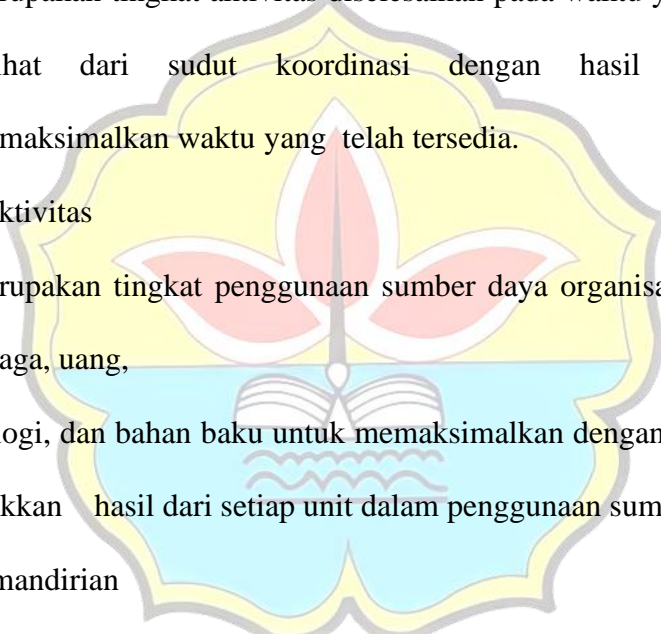 rupakan tingkat aktivitas diselesaikan pada waktu y
ihat dari sudut koordinasi dengan hasil
maksimalkan waktu yang telah tersedia.
ktivitas
rupakan tingkat penggunaan sumber daya organisa
aga, uang,
logi, dan bahan baku untuk memaksimalkan dengan
kkan hasil dari setiap unit dalam penggunaan sum
mandirian